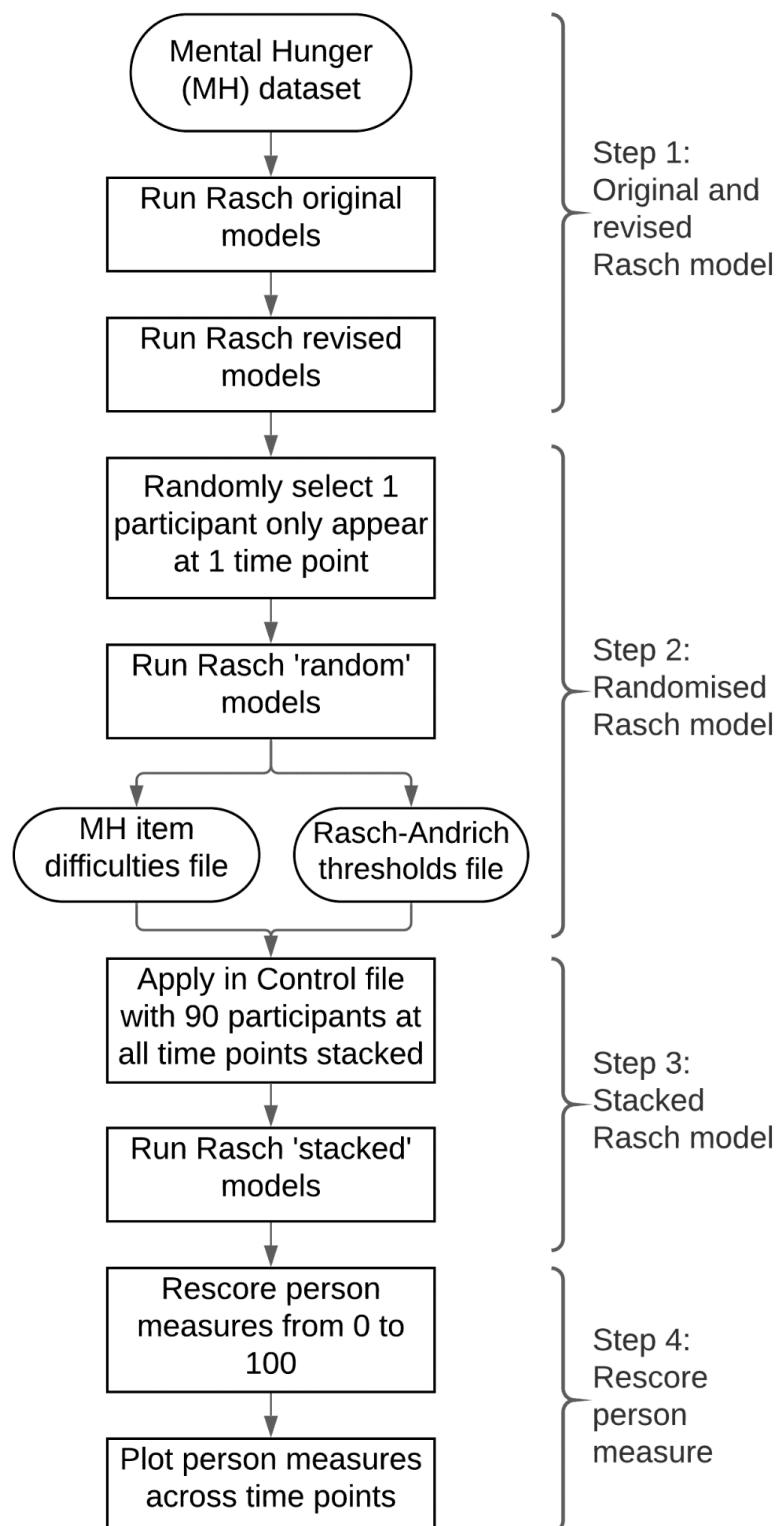 Mental Hunger
(MH) dataset
Run Rasch original
models
Run Rasch revised
models
Step 1:
Original and
revised
Rasch model
Randomly select 1
participant only appear
at 1 time point
Run Rasch 'random'
models
MH item
difficulties file
Rasch-Andrich
thresholds file
Step 2:
Randomised
Rasch model
Apply in Control file
with 90 participants at
all time points stacked
Run Rasch 'stacked'
models
Step 3:
Stacked
Rasch model
Rescore person
measures from 0 to
100
Plot person measures
across time points
Step 4:
Rescore
person
measure